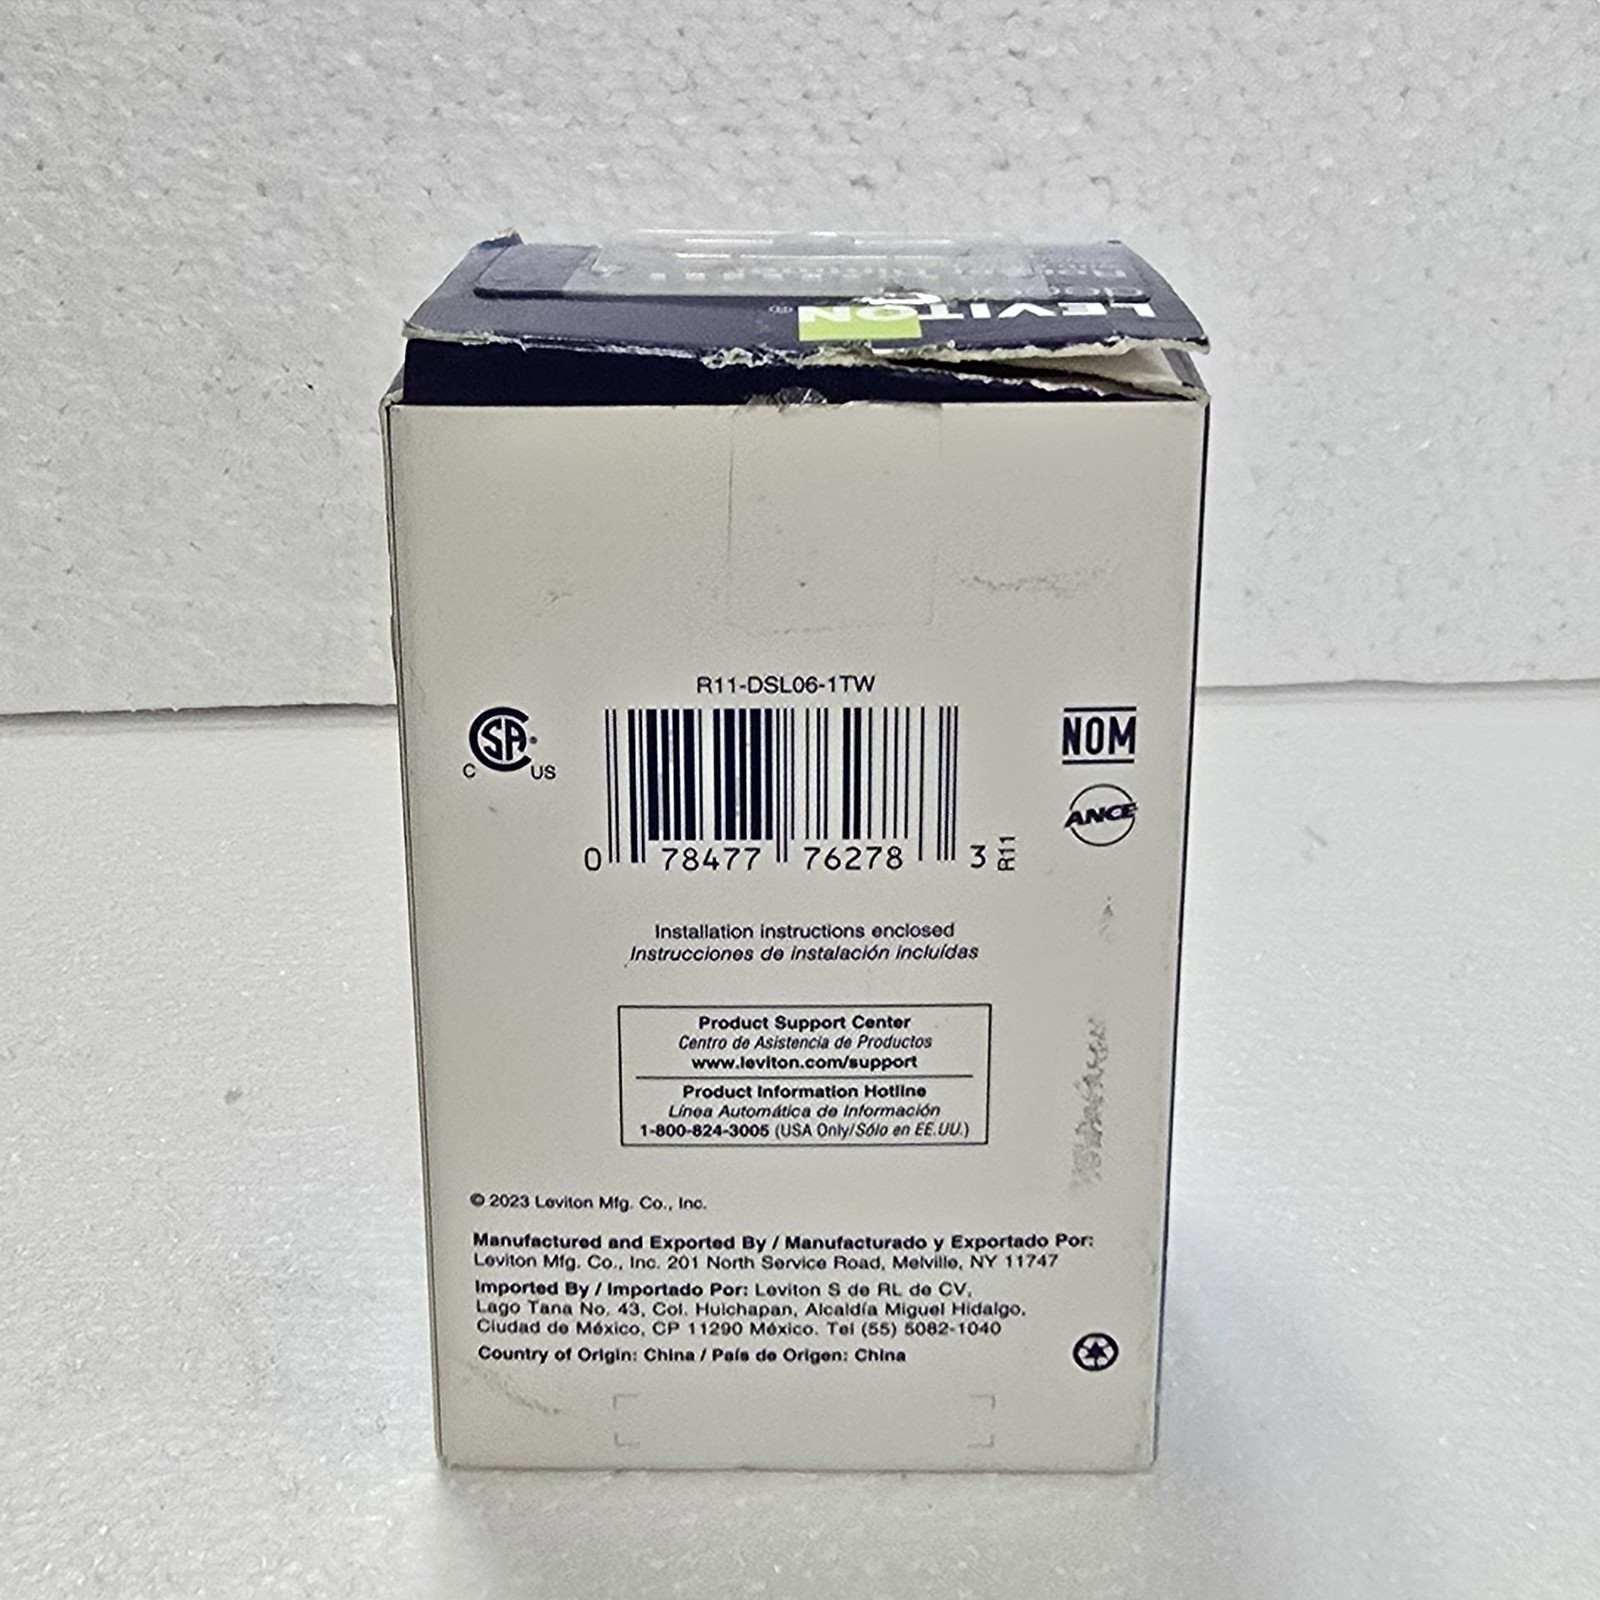 LEVITON®
R11-DSL06-1TW
CSA®
C US
NOM
ANCE
0 78477 76278 3
R11
Installation instructions enclosed
Instrucciones de instalación incluídas
Product Support Center
Centro de Asistencia de Productos
www.leviton.com/support
Product Information Hotline
Línea Automática de Información
1-800-824-3005 (USA Only/Sólo en EE.UU.)
© 2023 Leviton Mfg. Co., Inc.
Manufactured and Exported By / Manufacturado y Exportado Por:
Leviton Mfg. Co., Inc. 201 North Service Road, Melville, NY 11747
Imported By / Importado Por: Leviton S de RL de CV,
Lago Tana No. 43, Col. Huichapan, Alcaldía Miguel Hidalgo,
Ciudad de México, CP 11290 México. Tel (55) 5082-1040
Country of Origin: China / País de Origen: China